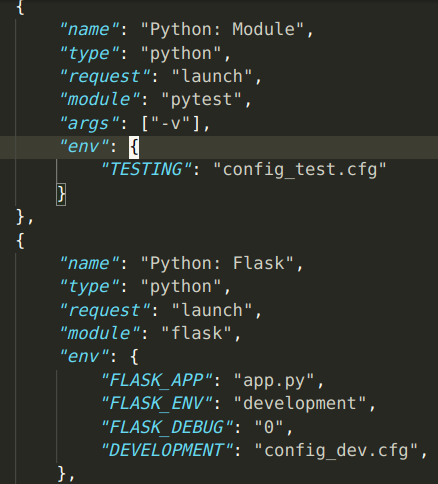 {
"name": "Python: Module",
"type": "python",
"request": "launch",
"module": "pytest",
"args": ["-v"],
"env": {
"TESTING": "config_test.cfg"
}
},
{
"name": "Python: Flask",
"type": "python",
"request": "launch",
"module": "flask",
"env": {
"FLASK_APP": "app.py",
"FLASK_ENV": "development",
"FLASK_DEBUG": "0",
"DEVELOPMENT": "config_dev.cfg",
},